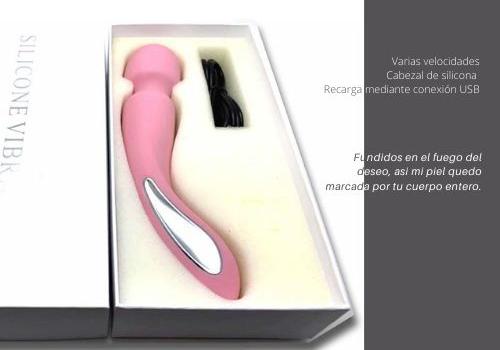 SILICONE VIBR
Varias velocidades
Cabezal de silicona
Recarga mediante conexión USB
Fundidos en el fuego del
deseo, asi mi piel quedo
marcada por tu cuerpo entero.